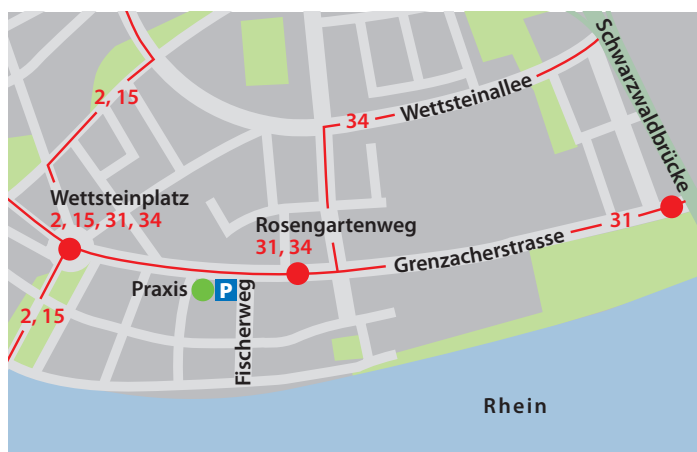 Schwarzwaldbrücke
2, 15
Wettsteinallee
34
Wettsteinplatz
2, 15, 31, 34
Rosengartenweg
31, 34
31
Grenzacherstrasse
Praxis
P
Fischerweg
2, 15
Rhein